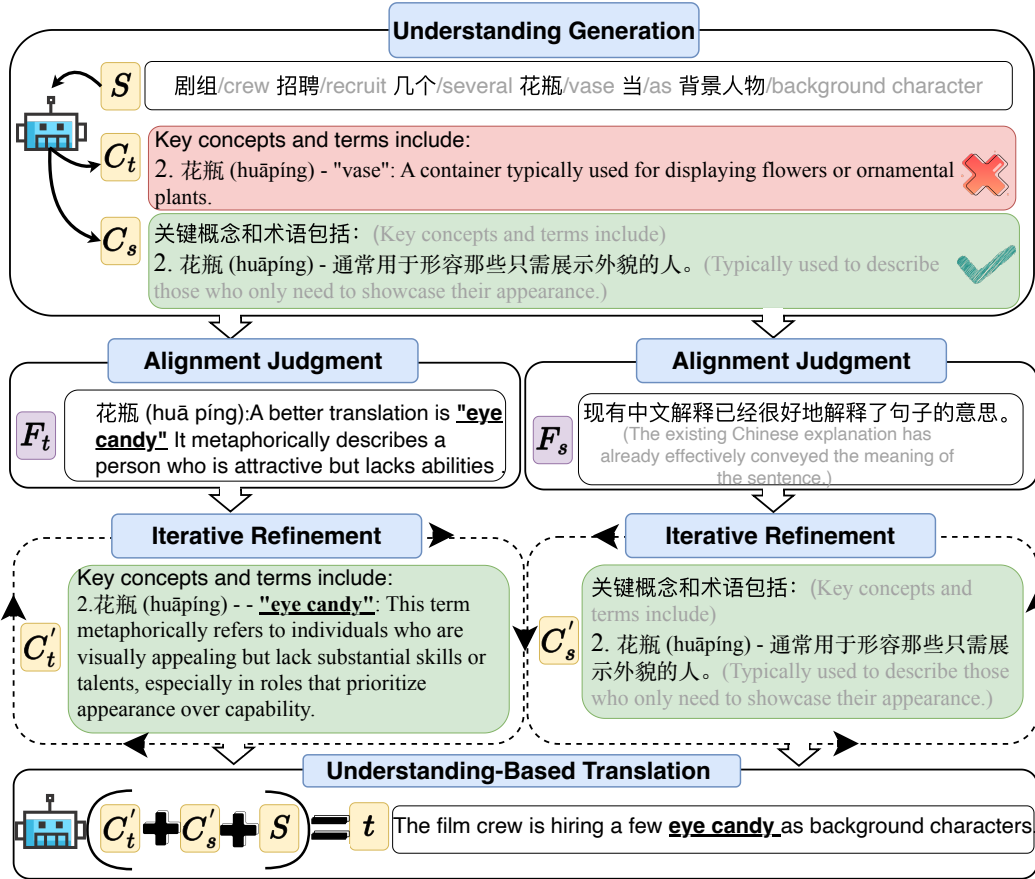 Understanding Generation
S
剧组/crew 招聘/recruit 几个/several 花瓶/vase 当/as 背景人物/background character
C_t
Key concepts and terms include:
2. 花瓶 (huāpíng) - "vase": A container typically used for displaying flowers or ornamental
plants.
C_s
关键概念和术语包括：(Key concepts and terms include)
2. 花瓶 (huāpíng) - 通常用于形容那些只需展示外貌的人。(Typically used to describe
those who only need to showcase their appearance.)
Alignment Judgment
F_t
花瓶 (huā píng):A better translation is "eye
candy" It metaphorically describes a
person who is attractive but lacks abilities .
Alignment Judgment
F_s
现有中文解释已经很好地解释了句子的意思。
(The existing Chinese explanation has
already effectively conveyed the meaning of
the sentence.)
Iterative Refinement
C_t'
Key concepts and terms include:
2.花瓶 (huāpíng) - - "eye candy": This term
metaphorically refers to individuals who are
visually appealing but lack substantial skills or
talents, especially in roles that prioritize
appearance over capability.
Iterative Refinement
C_s'
关键概念和术语包括：(Key concepts and
terms include)
2. 花瓶 (huāpíng) - 通常用于形容那些只需展
示外貌的人。(Typically used to describe those
who only need to showcase their appearance.)
Understanding-Based Translation
(C_t' + C_s' + S) = t
The film crew is hiring a few eye candy as background characters.